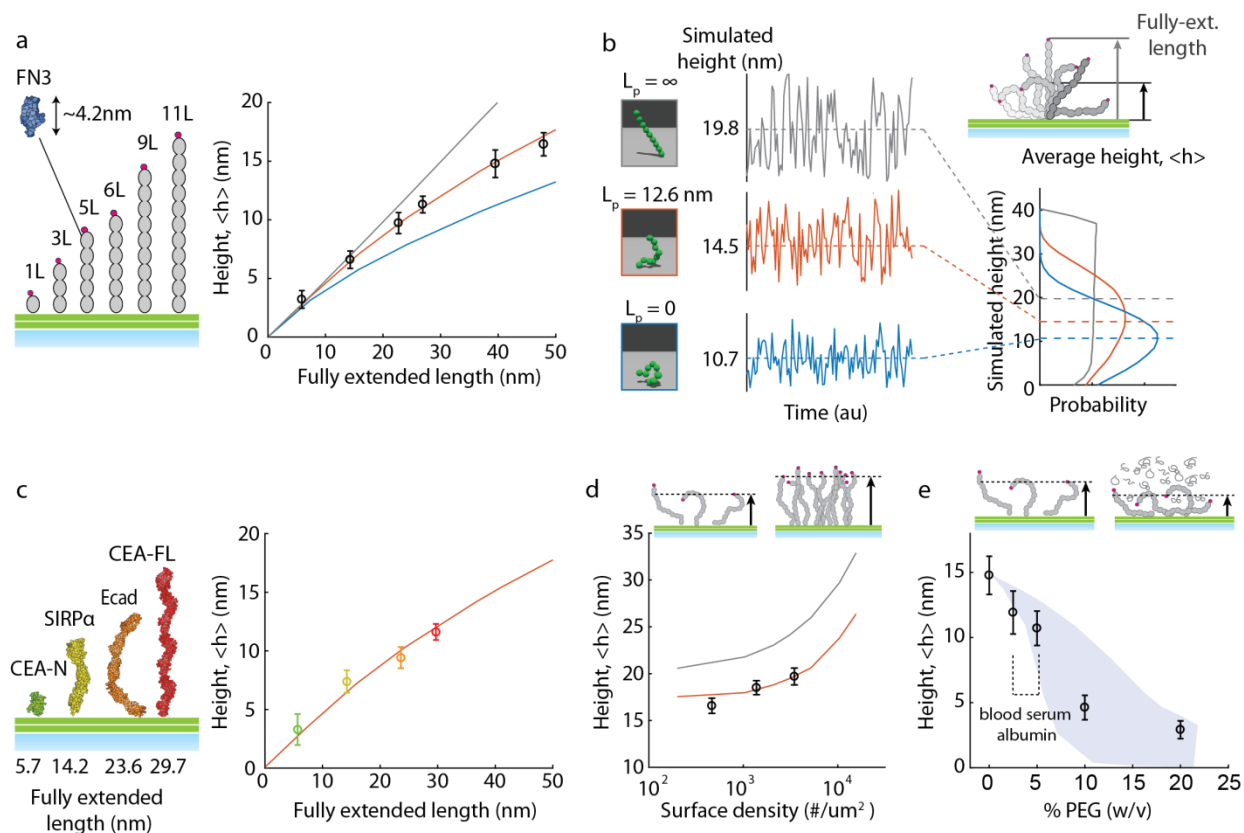 a
FN3
~4.2nm
1L
3L
5L
6L
9L
11L
Height, <h> (nm)
20
15
10
5
0
0
10
20
30
40
50
Fully extended length (nm)
b
Simulated
height (nm)
Lp = ∞
19.8
Lp = 12.6 nm
14.5
Lp = 0
10.7
Time (au)
Fully-ext.
length
Average height, <h>
Simulated height (nm)
40
30
20
10
0
Probability
c
CEA-N
SIRPα
Ecad
CEA-FL
5.7 14.2 23.6 29.7
Fully extended
length (nm)
Height, <h> (nm)
20
15
10
5
0
0
10
20
30
40
50
Fully extended length (nm)
d
Height, <h> (nm)
35
30
25
20
15
10
10²
10³
10⁴
Surface density (#/um²)
e
Height, <h> (nm)
15
10
5
0
blood serum
albumin
0
5
10
15
20
25
% PEG (w/v)